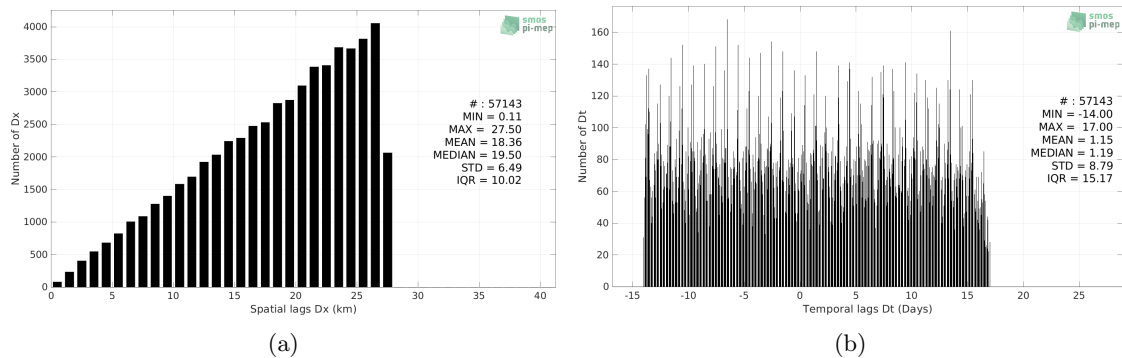 4000
3500
3000
2500
2000
1500
1000
500
0
Number of Dx
0 5 10 15 20 25 30 35 40
Spatial lags Dx (km)
smos
pi-mep
# : 57143
MIN = 0.11
MAX = 27.50
MEAN = 18.36
MEDIAN = 19.50
STD = 6.49
IQR = 10.02
(a)
160
140
120
100
80
60
40
20
0
Number of Dt
-15 -10 -5 0 5 10 15 20 25
Temporal lags Dt (Days)
smos
pi-mep
# : 57143
MIN = -14.00
MAX = 17.00
MEAN = 1.15
MEDIAN = 1.19
STD = 8.79
IQR = 15.17
(b)